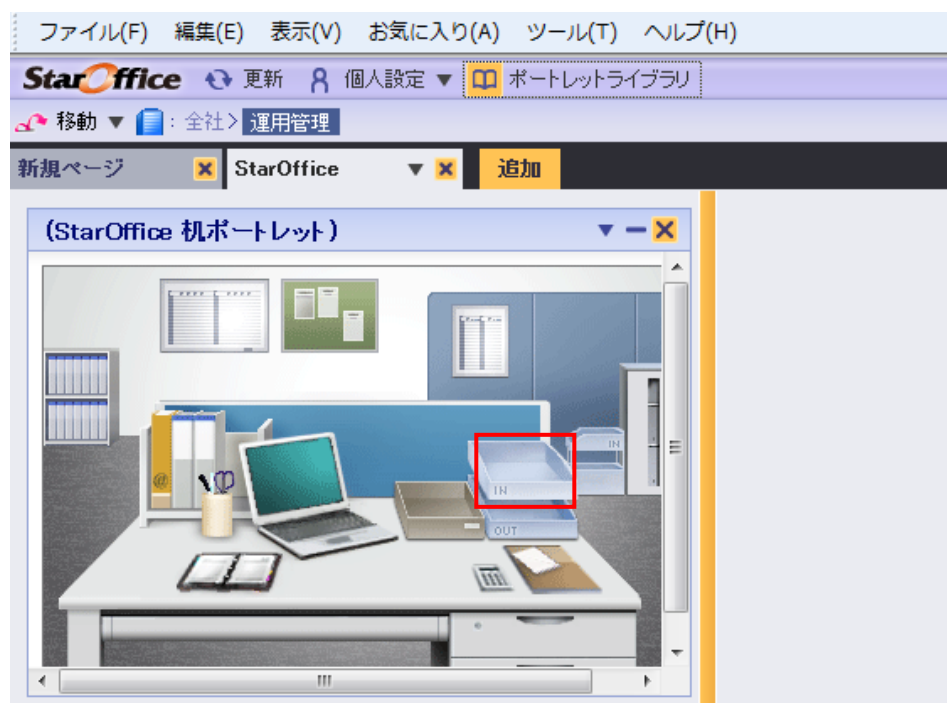 ファイル(F) 編集(E) 表示(V) お気に入り(A) ツール(T) ヘルプ(H)
StarOffice 更新 個人設定 ▼ ポートレットライブラリ
移動 ▼ : 全社> 運用管理
新規ページ StarOffice ▼ 追加
(StarOffice 机ポートレット)
IN
@
IN
OUT